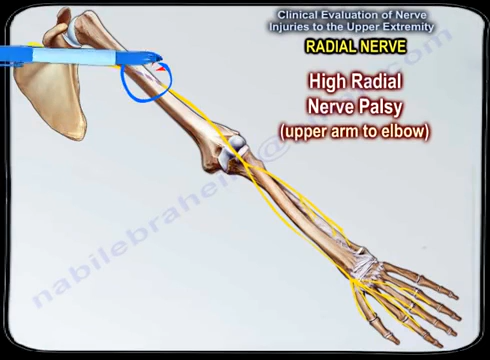 Clinical Evaluation of Nerve
Injuries to the Upper Extremity
RADIAL NERVE
High Radial
Nerve Palsy
(upper arm to elbow)